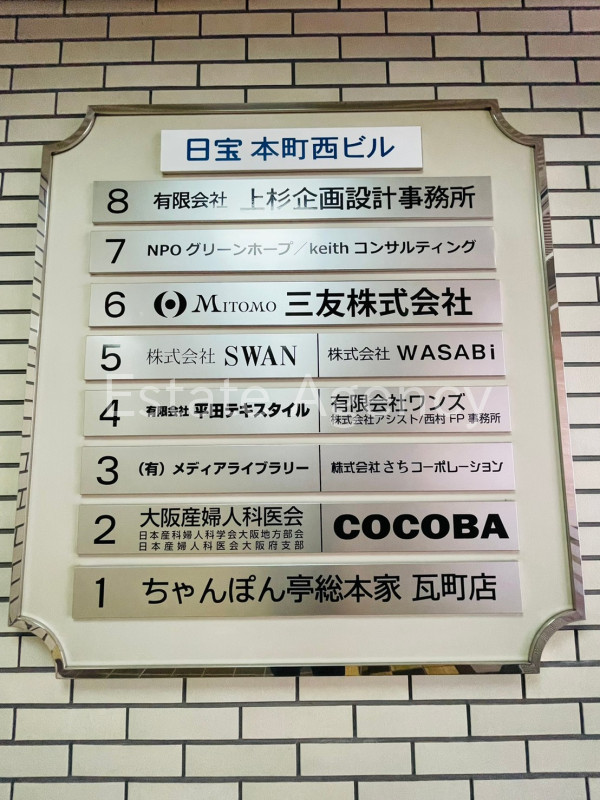 日宝 本町西ビル
8 有限会社 上杉企画設計事務所
7 NPO グリーンホープ/keith コンサルティング
6 MITOMO 三友株式会社
5 株式会社 SWAN 株式会社 WASABi
4 有限会社 平田テキスタイル 有限会社ワンズ
株式会社アシスト/西村 FP 事務所
3 (有) メディアライブラリー 株式会社 さちコーポレーション
2 大阪産婦人科医会 COCOBA
日本産科婦人科学会大阪地方部会
日本産婦人科医会大阪府支部
1 ちゃんぽん亭総本家 瓦町店
Estate Agency